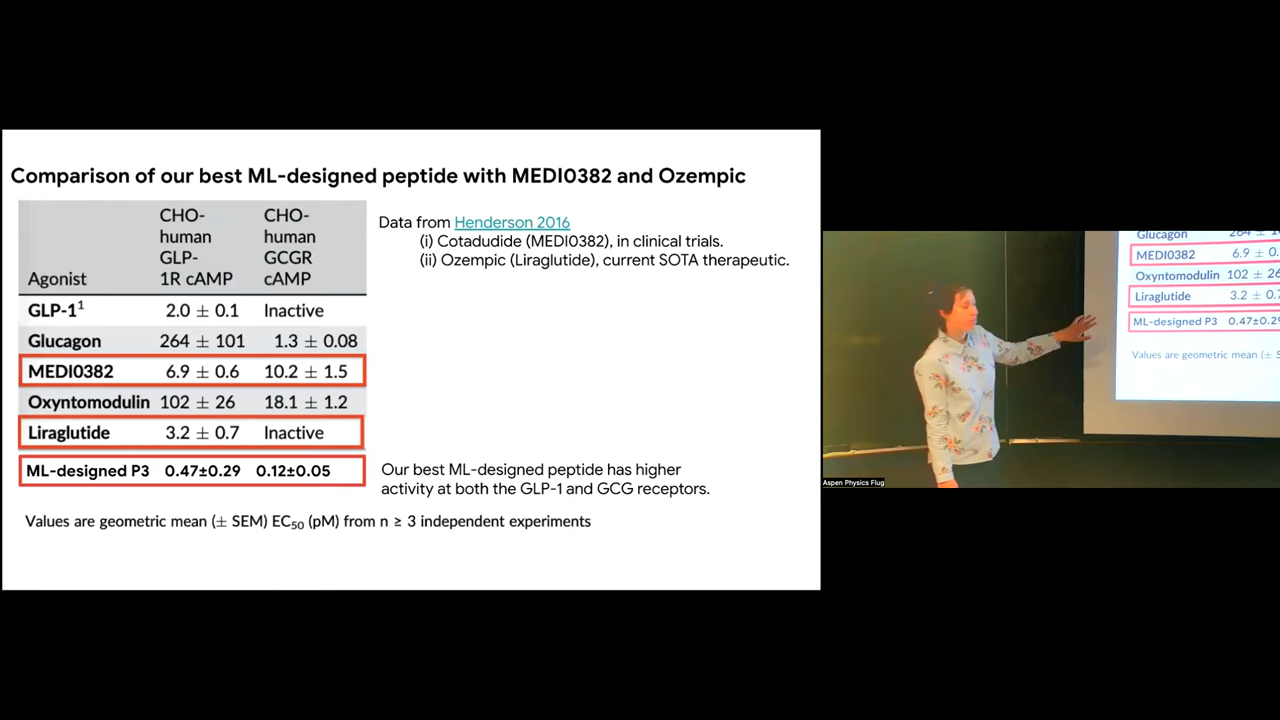 Comparison of our best ML-designed peptide with MEDI0382 and Ozempic
Agonist CHO-human GLP-1R cAMP CHO-human GCGR cAMP
GLP-1¹ 2.0 ± 0.1 Inactive
Glucagon 264 ± 101 1.3 ± 0.08
MEDI0382 6.9 ± 0.6 10.2 ± 1.5
Oxyntomodulin 102 ± 26 18.1 ± 1.2
Liraglutide 3.2 ± 0.7 Inactive
ML-designed P3 0.47±0.29 0.12±0.05
Values are geometric mean (± SEM) EC₅₀ (pM) from n ≥ 3 independent experiments
Data from Henderson 2016
(i) Cotadudide (MEDI0382), in clinical trials.
(ii) Ozempic (Liraglutide), current SOTA therapeutic.
Our best ML-designed peptide has higher
activity at both the GLP-1 and GCG receptors.
Glucagon 264 ±
MEDI0382 6.9 ± 0.
Oxyntomodulin 102 ± 26
Liraglutide 3.2 ± 0.7
ML-designed P3 0.47±0.29
Values are geometric mean (± S
Aspen Physics Flug